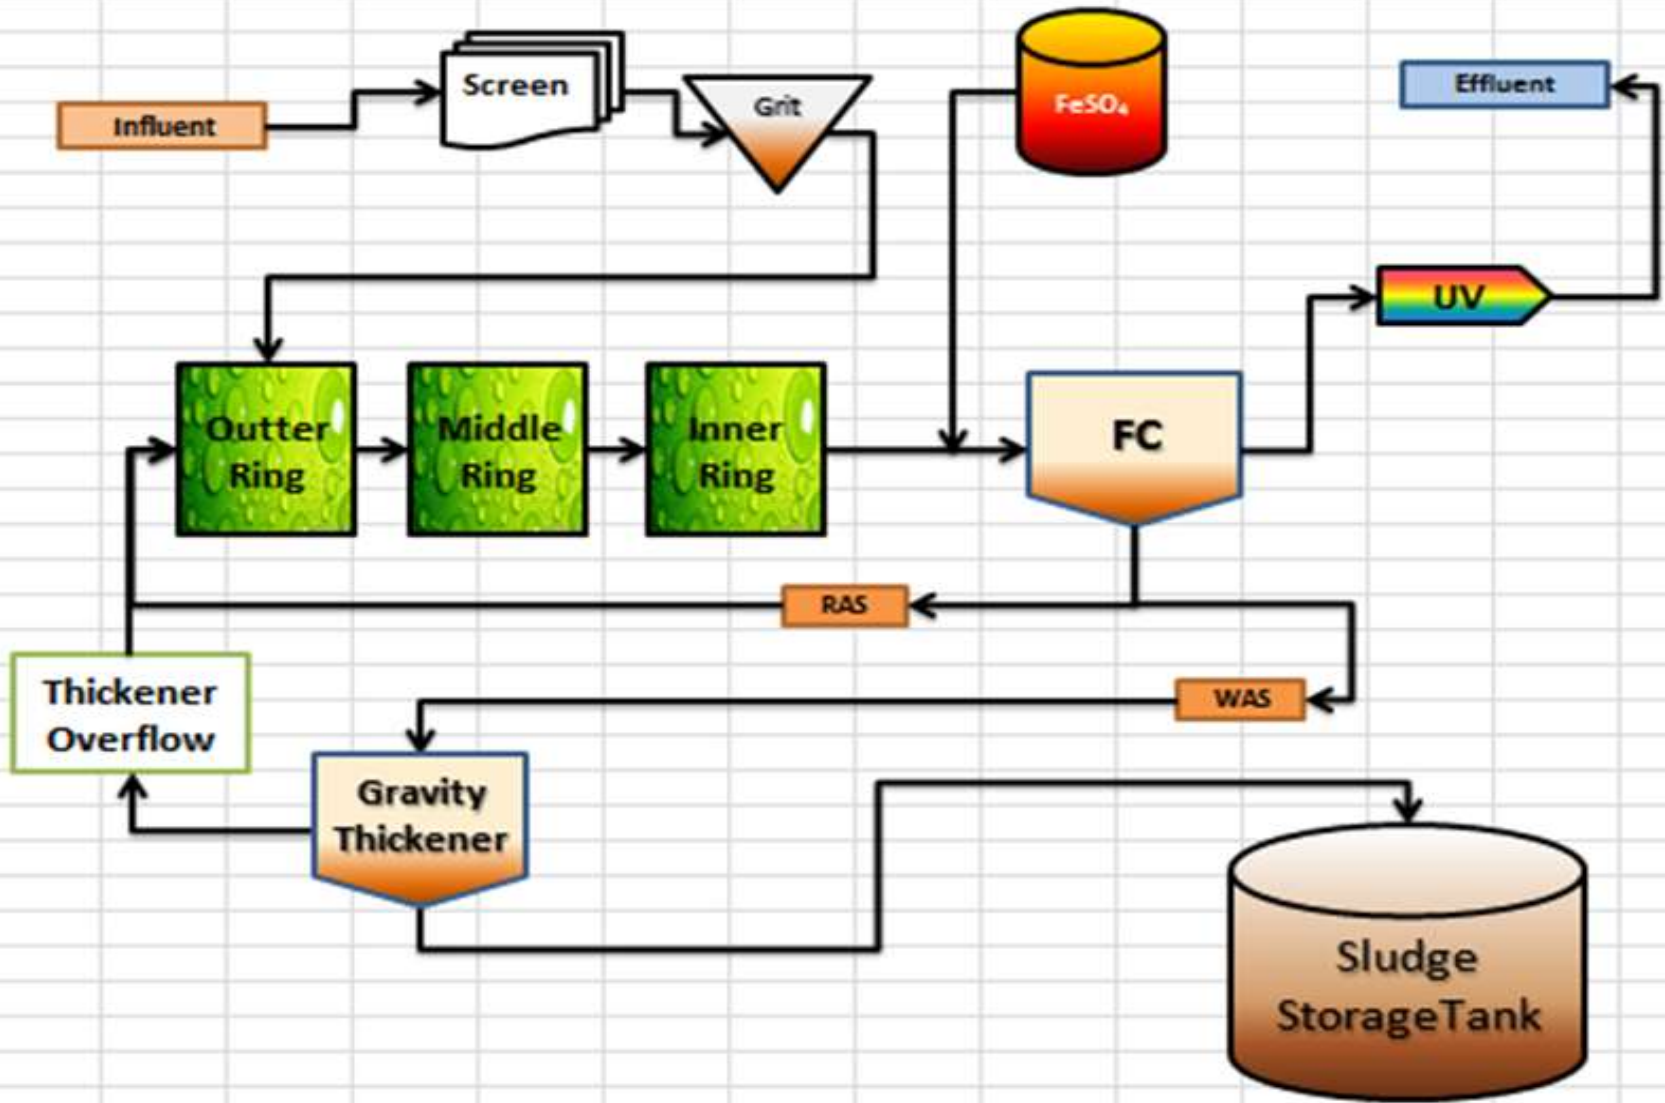 Influent
Screen
Grit
FeSO₄
Effluent
UV
Outter
Ring
Middle
Ring
Inner
Ring
FC
RAS
WAS
Thickener
Overflow
Gravity
Thickener
Sludge
StorageTank